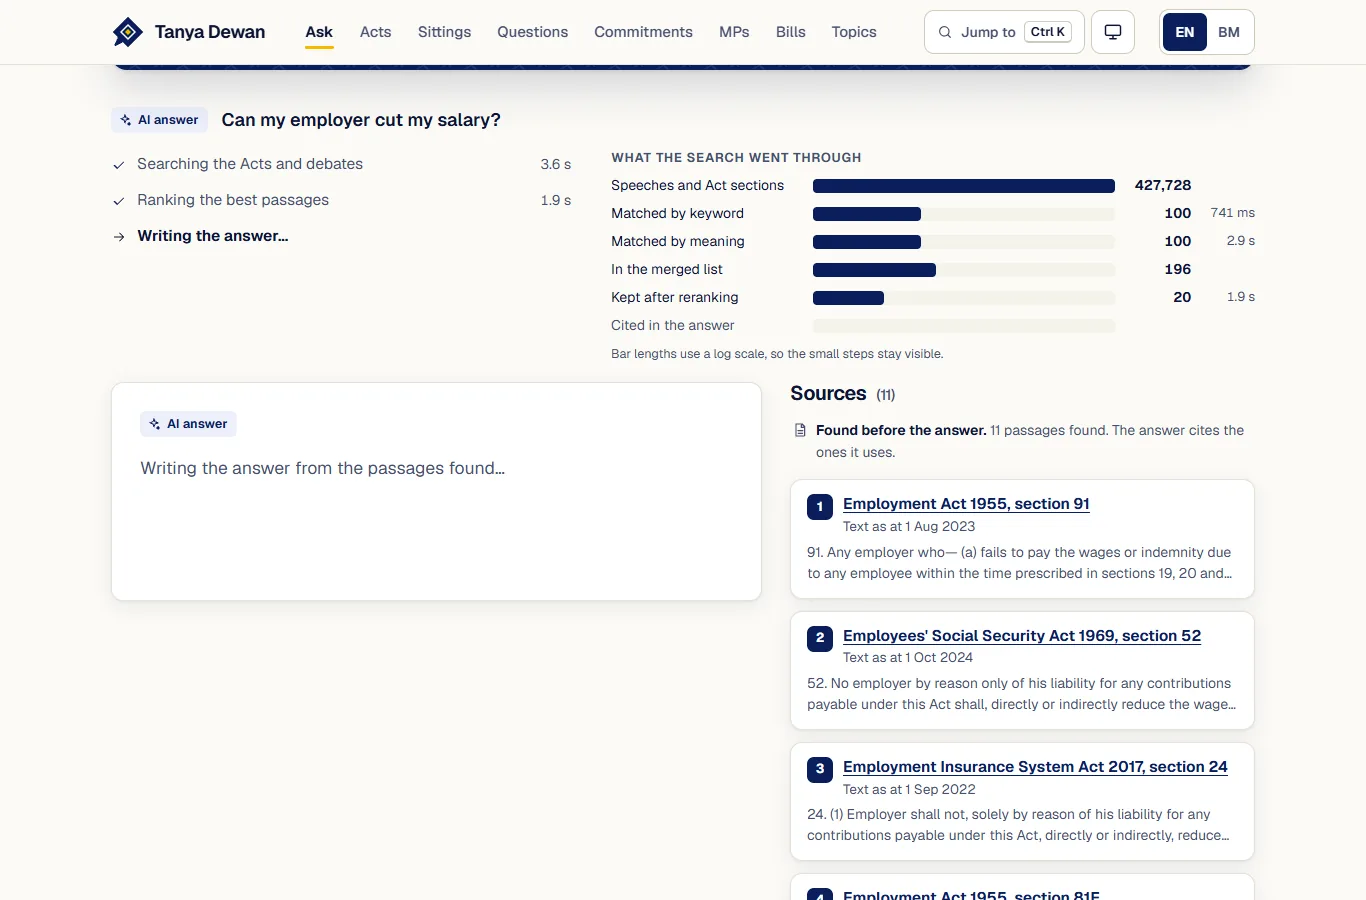 Tanya Dewan
Ask
Acts
Sittings
Questions
Commitments
MPs
Bills
Topics
Jump to
Ctrl K
EN
BM
AI answer
Can my employer cut my salary?
Searching the Acts and debates 3.6 s
Ranking the best passages 1.9 s
Writing the answer...
WHAT THE SEARCH WENT THROUGH
Speeches and Act sections 427,728
Matched by keyword 100 741 ms
Matched by meaning 100 2.9 s
In the merged list 196
Kept after reranking 20 1.9 s
Cited in the answer
Bar lengths use a log scale, so the small steps stay visible.
AI answer
Writing the answer from the passages found...
Sources (11)
Found before the answer. 11 passages found. The answer cites the
ones it uses.
1 Employment Act 1955, section 91
Text as at 1 Aug 2023
91. Any employer who— (a) fails to pay the wages or indemnity due
to any employee within the time prescribed in sections 19, 20 and...
2 Employees' Social Security Act 1969, section 52
Text as at 1 Oct 2024
52. No employer by reason only of his liability for any contributions
payable under this Act shall, directly or indirectly reduce the wage...
3 Employment Insurance System Act 2017, section 24
Text as at 1 Sep 2022
24. (1) Employer shall not, solely by reason of his liability for any
contributions payable under this Act, directly or indirectly, reduce...
4 Employment Act 1955, section 81F